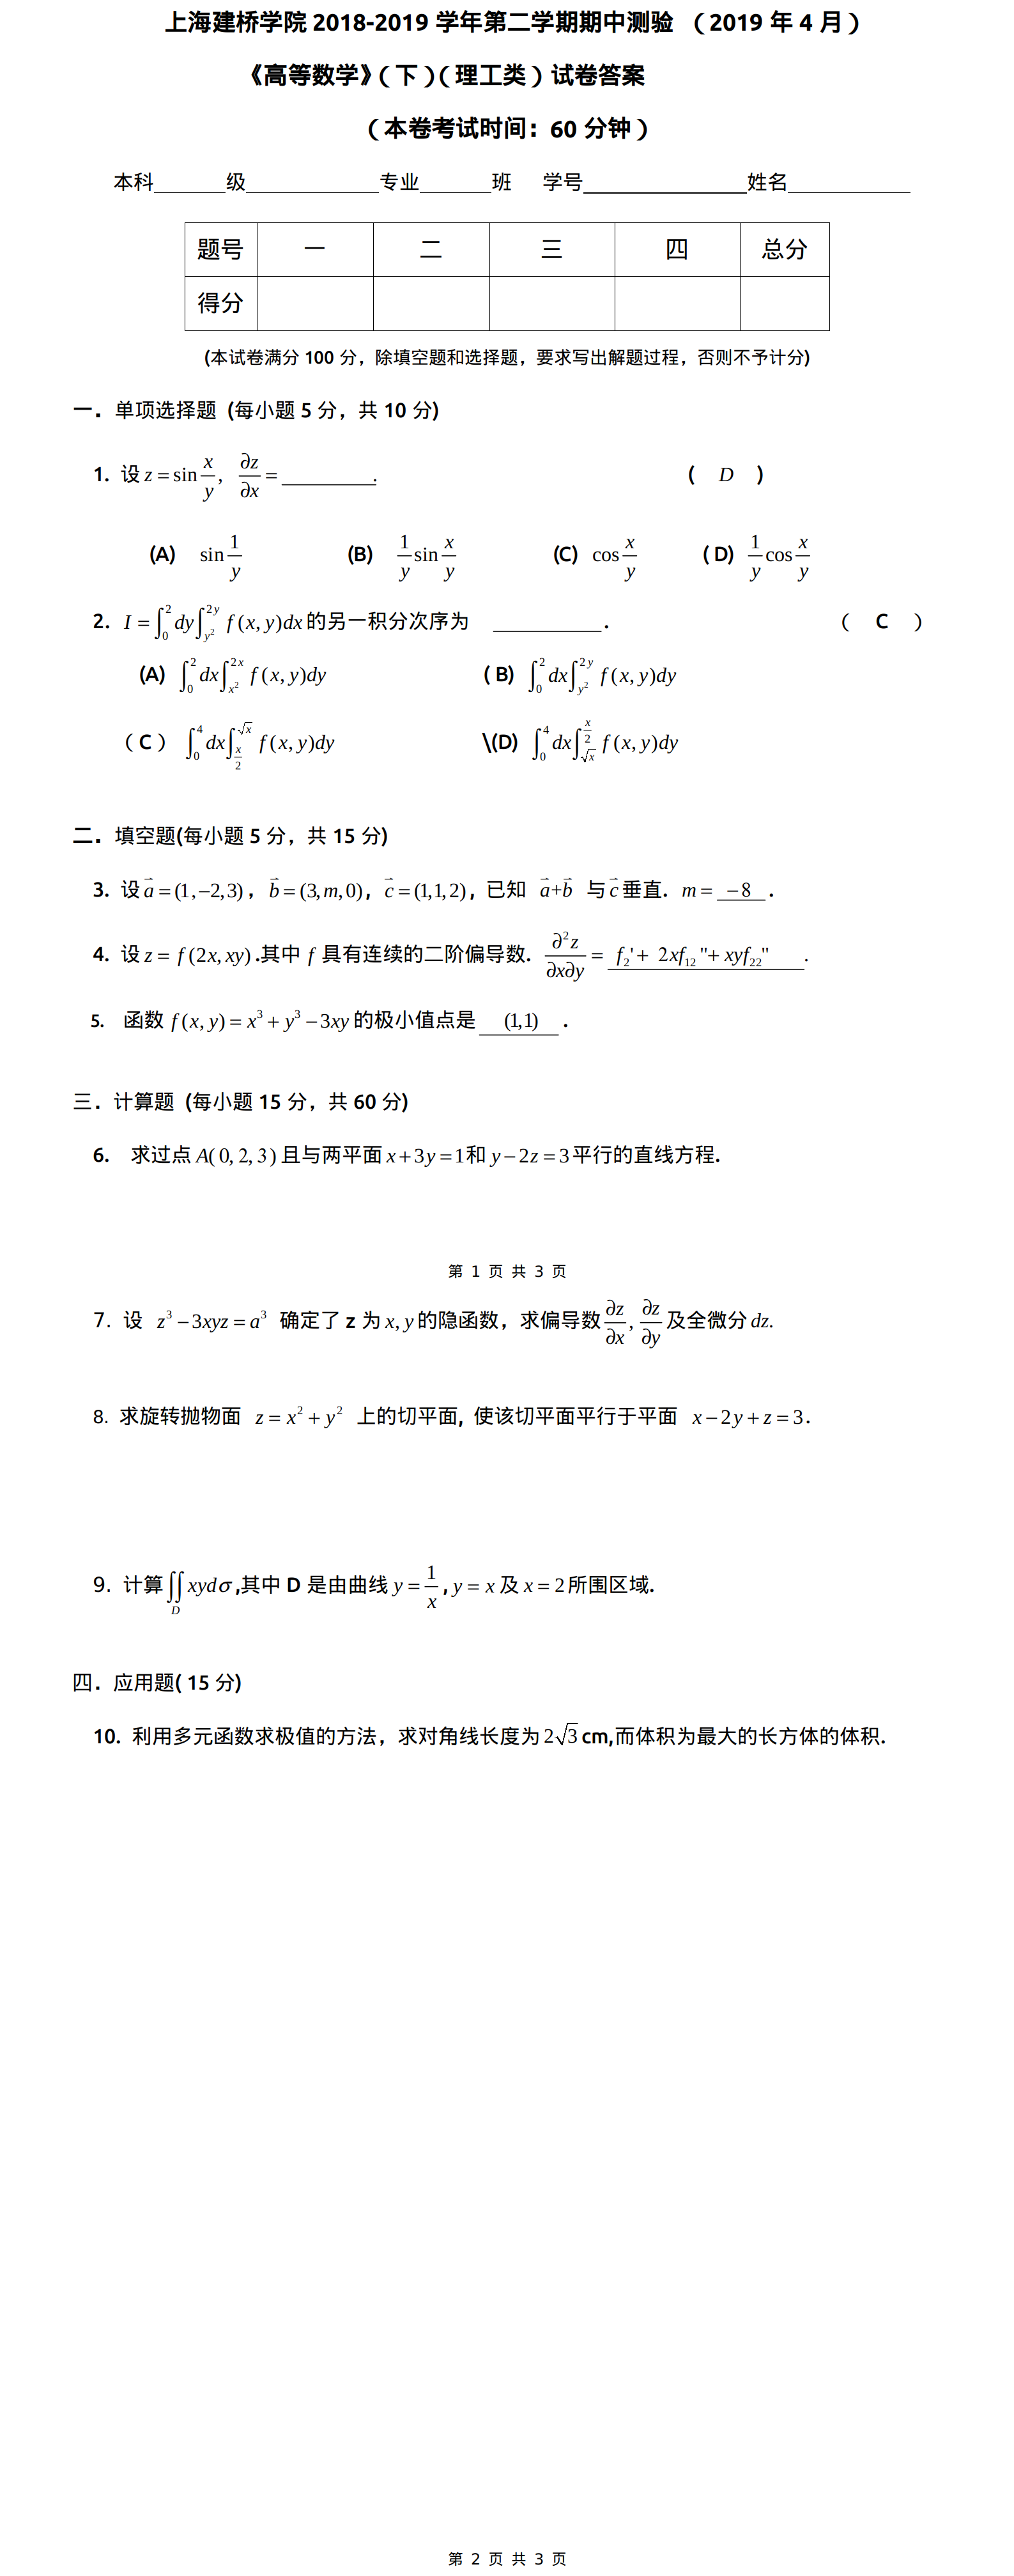 上海建桥学院 2018-2019 学年第二学期期中测验 （2019 年 4 月）
《高等数学》（下）（理工类）试卷答案
（本卷考试时间：60 分钟）
本科_______级_____________专业_______班 学号________________姓名____________
题号 一 二 三 四 总分
得分
(本试卷满分 100 分，除填空题和选择题，要求写出解题过程，否则不予计分)
一．单项选择题 (每小题 5 分，共 10 分)
1. 设 $z=\sin\frac{x}{y}$, $\frac{\partial z}{\partial x}=$_________. ( D )
(A) $\sin\frac{1}{y}$ (B) $\frac{1}{y}\sin\frac{x}{y}$ (C) $\cos\frac{x}{y}$ ( D) $\frac{1}{y}\cos\frac{x}{y}$
2. $I=\int_0^2 dy\int_{y^2}^{2y} f(x,y)dx$ 的另一积分次序为 __________. （ C ）
(A) $\int_0^2 dx\int_{x^2}^{2x} f(x,y)dy$ ( B) $\int_0^2 dx\int_{y^2}^{2y} f(x,y)dy$
（ C ） $\int_0^4 dx\int_{\frac{x}{2}}^{\sqrt{x}} f(x,y)dy$ \(D) $\int_0^4 dx\int_{\sqrt{x}}^{\frac{x}{2}} f(x,y)dy$
二．填空题(每小题 5 分，共 15 分)
3. 设 $\vec{a}=(1,-2,3)$，$\vec{b}=(3,m,0)$，$\vec{c}=(1,1,2)$，已知 $\vec{a}+\vec{b}$ 与 $\vec{c}$ 垂直. $m=$ −8 .
4. 设 $z=f(2x,xy)$.其中 $f$ 具有连续的二阶偏导数. $\frac{\partial^2 z}{\partial x\partial y}=$ $f_2'+2xf_{12}''+xyf_{22}''$ .
5. 函数 $f(x,y)=x^3+y^3-3xy$ 的极小值点是 (1,1) .
三．计算题 (每小题 15 分，共 60 分)
6. 求过点 $A(0,2,3)$ 且与两平面 $x+3y=1$ 和 $y-2z=3$ 平行的直线方程.
第 1 页 共 3 页
7. 设 $z^3-3xyz=a^3$ 确定了 z 为 $x,y$ 的隐函数，求偏导数 $\frac{\partial z}{\partial x},\frac{\partial z}{\partial y}$ 及全微分 $dz$.
8. 求旋转抛物面 $z=x^2+y^2$ 上的切平面, 使该切平面平行于平面 $x-2y+z=3$.
9. 计算 $\iint_D xyd\sigma$,其中 D 是由曲线 $y=\frac{1}{x}$, $y=x$ 及 $x=2$ 所围区域.
四．应用题( 15 分)
10. 利用多元函数求极值的方法，求对角线长度为 $2\sqrt{3}$ cm,而体积为最大的长方体的体积.
第 2 页 共 3 页